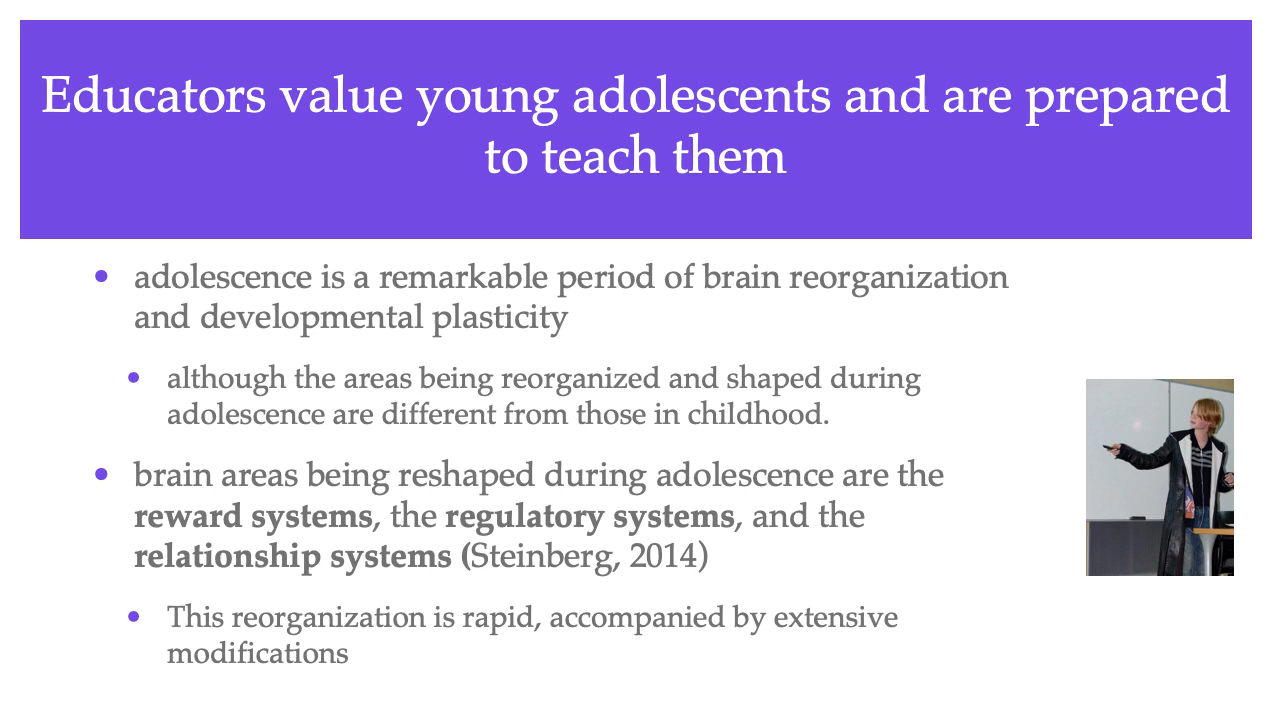 Educators value young adolescents and are prepared
to teach them
• adolescence is a remarkable period of brain reorganization
and developmental plasticity
• although the areas being reorganized and shaped during
adolescence are different from those in childhood.
• brain areas being reshaped during adolescence are the
reward systems, the regulatory systems, and the
relationship systems (Steinberg, 2014)
• This reorganization is rapid, accompanied by extensive
modifications